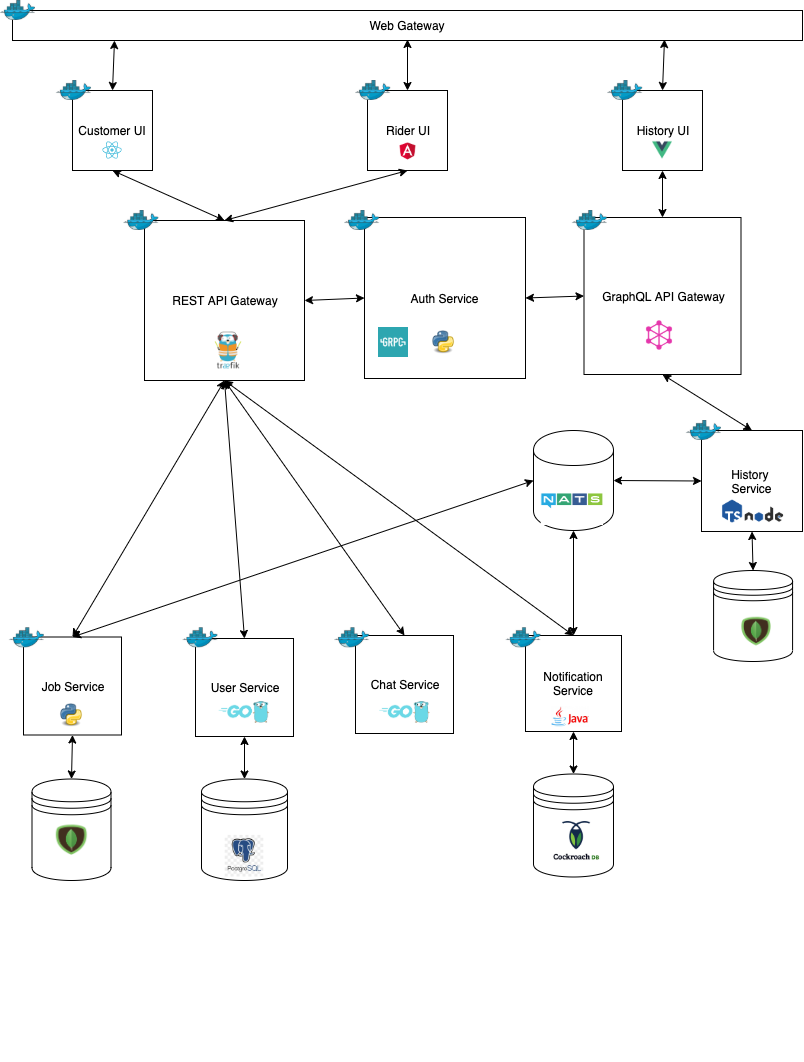 Web Gateway
Customer UI
Rider UI
History UI
REST API Gateway
træfik
Auth Service
GRPC
GraphQL API Gateway
NATS
History
Service
TS node
Job Service
User Service
GO
Chat Service
GO
Notification
Service
Java
PostgreSQL
Cockroach DB